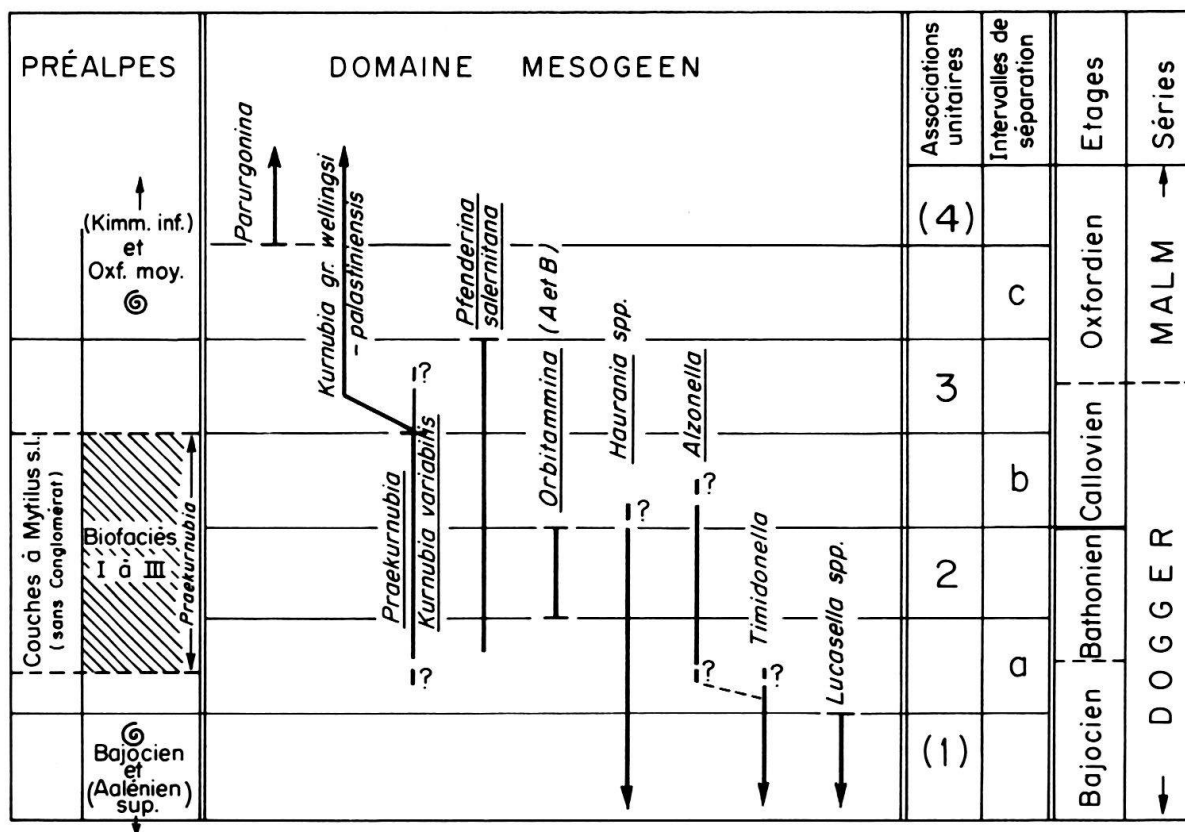 PRÉALPES
DOMAINE MESOGEEN
Associations
unitaires
Intervalles de
séparation
Etages
Séries
(Kimm. inf.)
et
Oxf. moy.
Couches à Mytilus s.l.
(sans Conglomérat)
Biofaciès
I à III
Praekurnubia
Bajocien
et
(Aalénien)
sup.
Parurgonina
Kurnubia gr. wellingsi
- palastiniensis
Praekurnubia
Kurnubia variabilis
?
?
Pfenderina
salernitana
Orbitammina (A et B)
Haurania spp.
?
Alzonella
?
?
Timidonella
?
Lucasella spp.
(4)
3
2
(1)
c
b
a
Oxfordien
Callovien
Bathonien
Bajocien
MALM
DOGGER